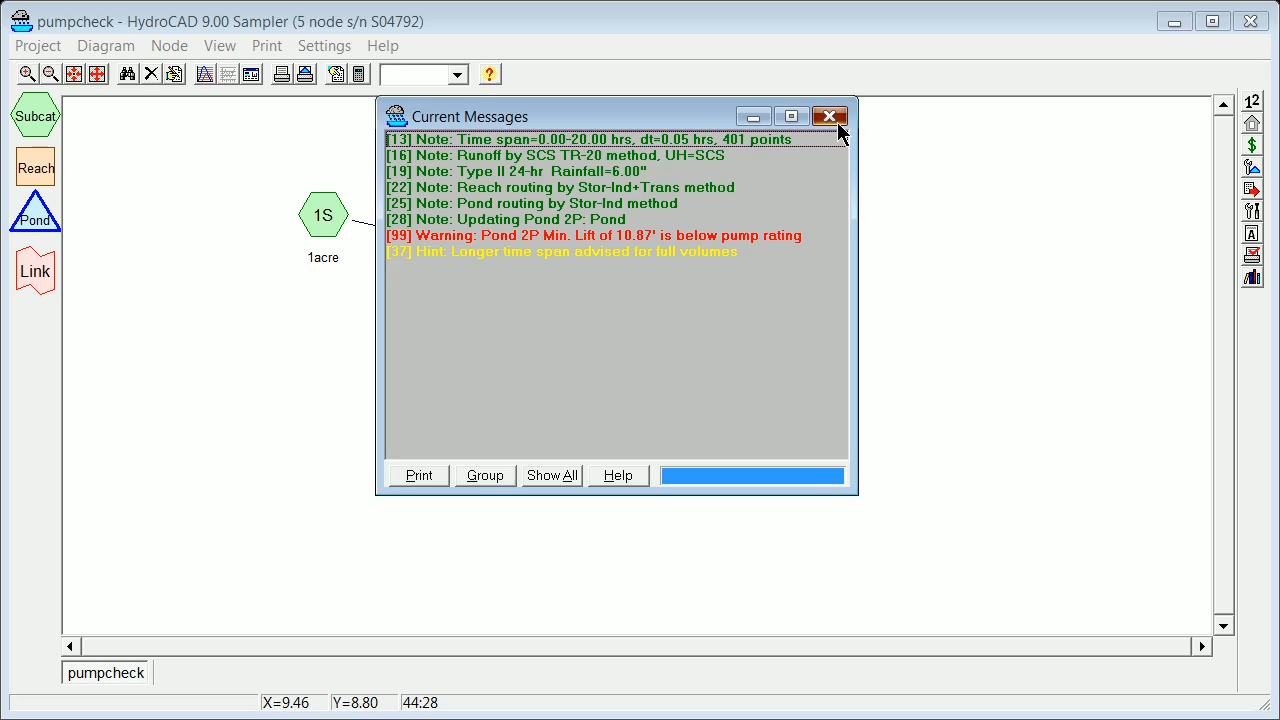 pumpcheck - HydroCAD 9.00 Sampler (5 node s/n S04792)
Project Diagram Node View Print Settings Help
Subcat
Reach
Pond
Link
1S
1acre
Current Messages
[13] Note: Time span=0.00-20.00 hrs, dt=0.05 hrs, 401 points
[16] Note: Runoff by SCS TR-20 method, UH=SCS
[19] Note: Type II 24-hr Rainfall=6.00"
[22] Note: Reach routing by Stor-Ind+Trans method
[25] Note: Pond routing by Stor-Ind method
[28] Note: Updating Pond 2P: Pond
[99] Warning: Pond 2P Min. Lift of 10.87' is below pump rating
[37] Hint: Longer time span advised for full volumes
Print Group Show All Help
12
$
A
pumpcheck
X=9.46 Y=8.80 44:28